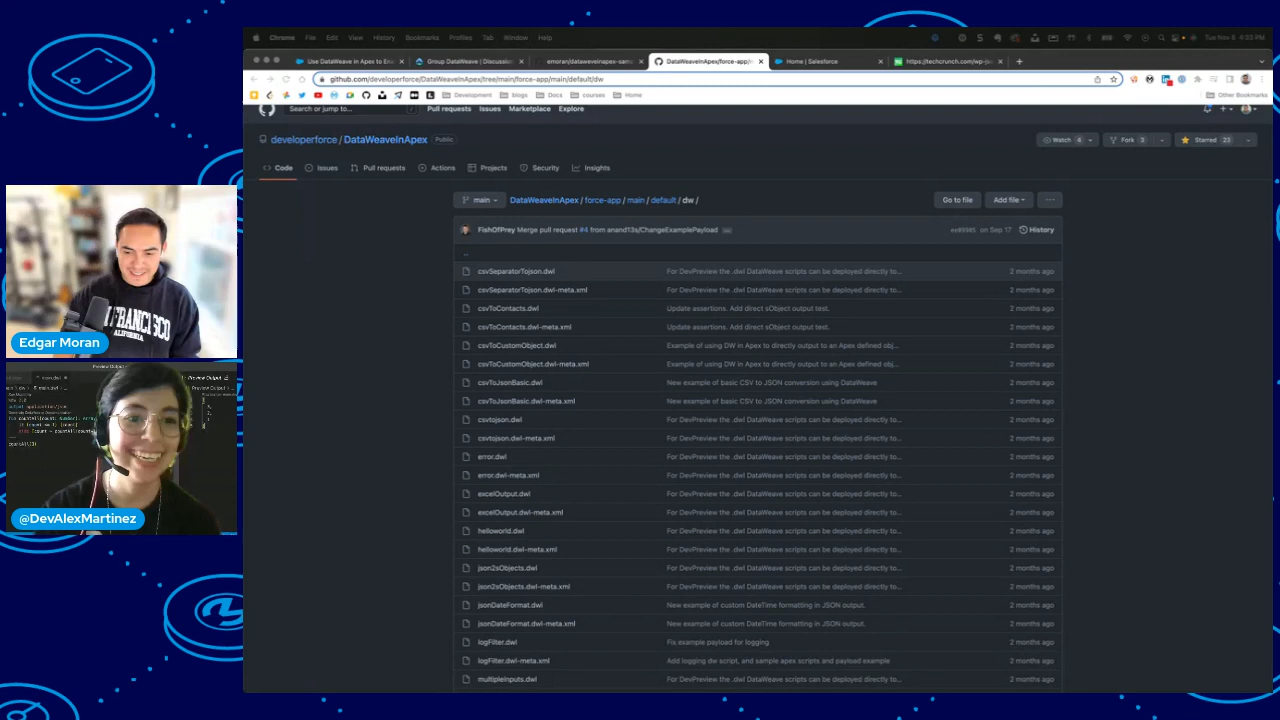 Chrome File Edit View History Bookmarks Profiles Tab Window Help
Use DataWeave in Apex to En
Group DataWeave | Discussion
emoran/dataweaveinapex-sam
DataWeaveInApex/force-app/m
Home | Salesforce
https://techcrunch.com/wp-js
github.com/developerforce/DataWeaveInApex/tree/main/force-app/main/default/dw
Development blogs Docs courses Home Other Bookmarks
Search or jump to... / Pull requests Issues Marketplace Explore
developerforce / DataWeaveInApex Public Watch 4 Fork 3 Starred 23
Code Issues Pull requests Actions Projects Security Insights
main DataWeaveInApex / force-app / main / default / dw / Go to file Add file ...
FishOfPrey Merge pull request #4 from anand13s/ChangeExamplePayload ... on Sep 17 History
..
csvSeparatorTojson.dwl For DevPreview the .dwl DataWeave scripts can be deployed directly to... 2 months ago
csvSeparatorTojson.dwl-meta.xml For DevPreview the .dwl DataWeave scripts can be deployed directly to... 2 months ago
csvToContacts.dwl Update assertions. Add direct sObject output test. 2 months ago
csvToContacts.dwl-meta.xml Update assertions. Add direct sObject output test. 2 months ago
csvToCustomObject.dwl Example of using DW in Apex to directly output to an Apex defined obj... 2 months ago
csvToCustomObject.dwl-meta.xml Example of using DW in Apex to directly output to an Apex defined obj... 2 months ago
csvToJsonBasic.dwl New example of basic CSV to JSON conversion using DataWeave 2 months ago
csvToJsonBasic.dwl-meta.xml New example of basic CSV to JSON conversion using DataWeave 2 months ago
csvtojson.dwl For DevPreview the .dwl DataWeave scripts can be deployed directly to... 2 months ago
csvtojson.dwl-meta.xml For DevPreview the .dwl DataWeave scripts can be deployed directly to... 2 months ago
error.dwl For DevPreview the .dwl DataWeave scripts can be deployed directly to... 2 months ago
error.dwl-meta.xml For DevPreview the .dwl DataWeave scripts can be deployed directly to... 2 months ago
excelOutput.dwl For DevPreview the .dwl DataWeave scripts can be deployed directly to... 2 months ago
excelOutput.dwl-meta.xml For DevPreview the .dwl DataWeave scripts can be deployed directly to... 2 months ago
helloworld.dwl For DevPreview the .dwl DataWeave scripts can be deployed directly to... 2 months ago
helloworld.dwl-meta.xml For DevPreview the .dwl DataWeave scripts can be deployed directly to... 2 months ago
json2sObjects.dwl For DevPreview the .dwl DataWeave scripts can be deployed directly to... 2 months ago
json2sObjects.dwl-meta.xml For DevPreview the .dwl DataWeave scripts can be deployed directly to... 2 months ago
jsonDateFormat.dwl New example of custom DateTime formatting in JSON output. 2 months ago
jsonDateFormat.dwl-meta.xml New example of custom DateTime formatting in JSON output. 2 months ago
logFilter.dwl Fix example payload for logging 2 months ago
logFilter.dwl-meta.xml Add logging dw script, and sample apex scripts and payload example 2 months ago
multipleInputs.dwl For DevPreview the .dwl DataWeave scripts can be deployed directly to... 2 months ago
FRANCISCO
CALIFORNIA
Edgar Moran
Preview Output
@DevAlexMartinez